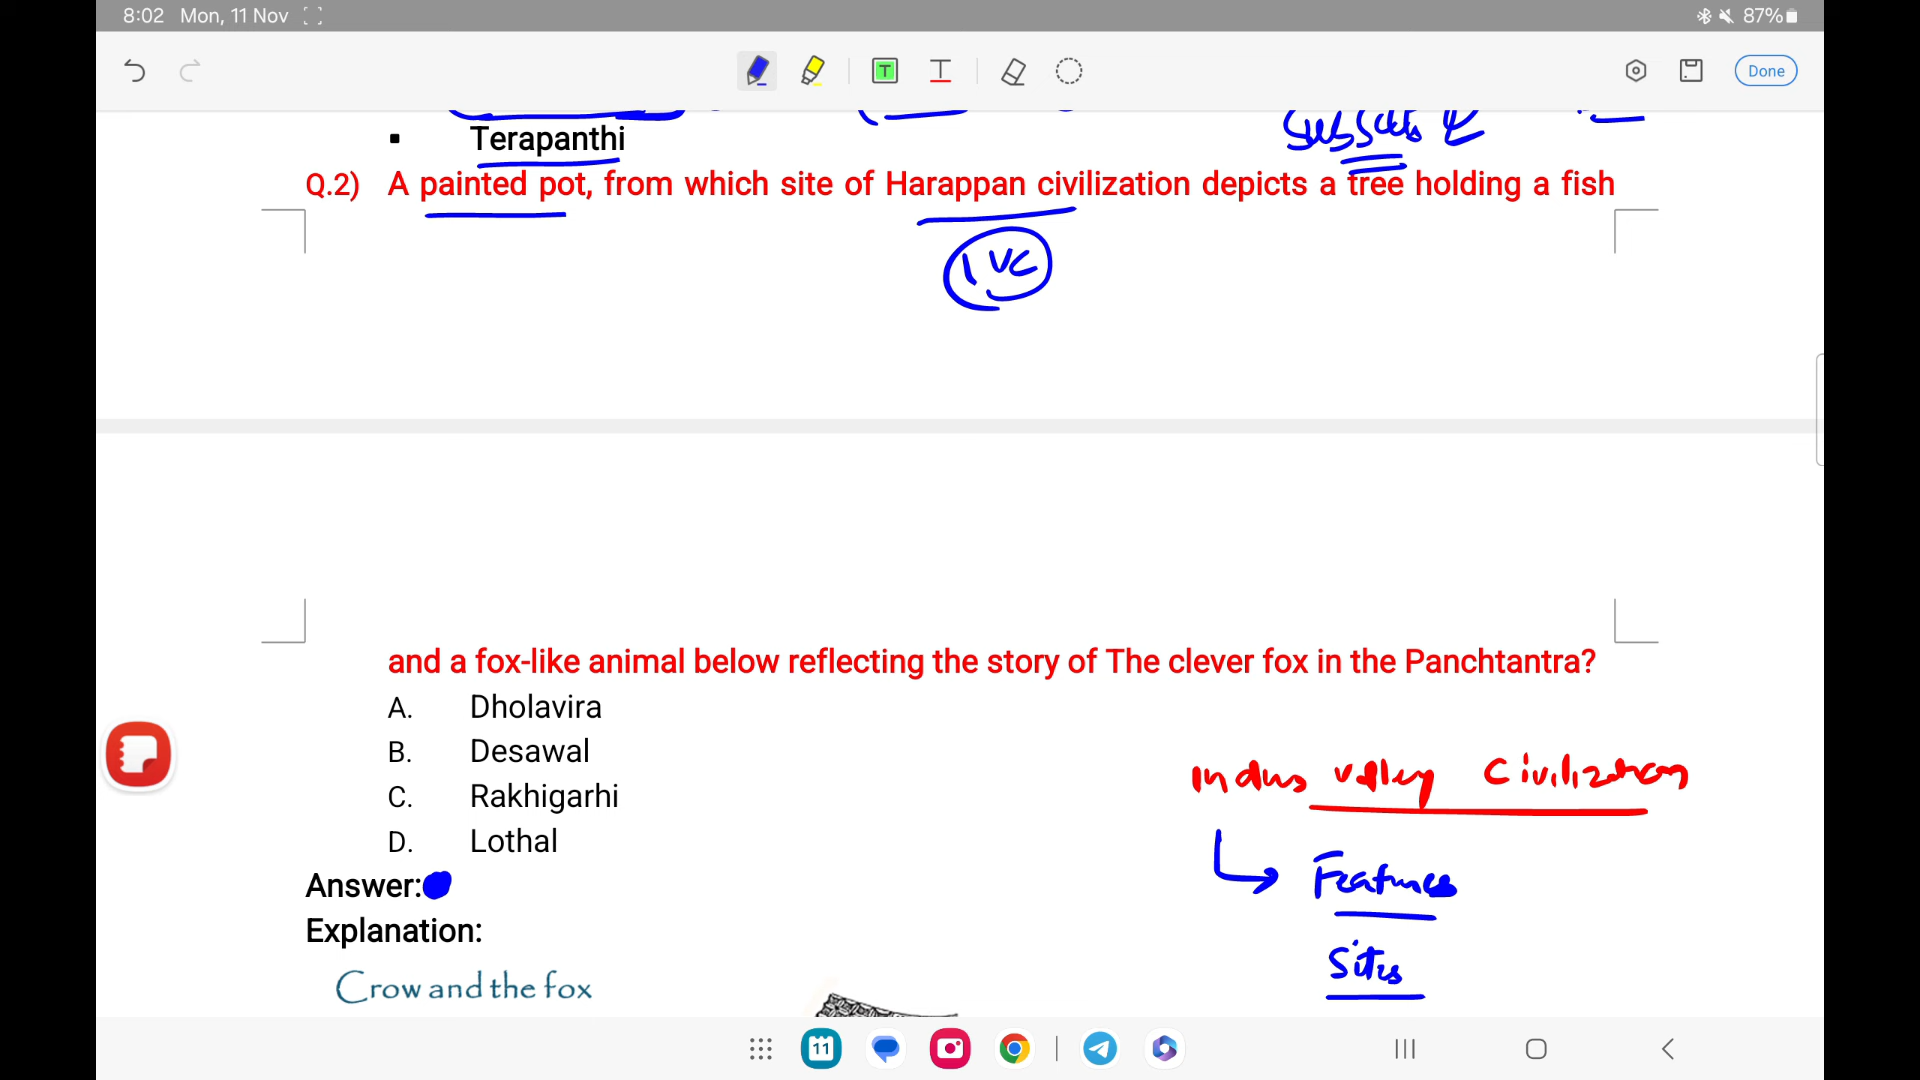 8:02 Mon, 11 Nov 87%
T T Done
subsects
Terapanthi
Q.2) A painted pot, from which site of Harappan civilization depicts a tree holding a fish
IVC
and a fox-like animal below reflecting the story of The clever fox in the Panchtantra?
A. Dholavira
B. Desawal
C. Rakhigarhi
D. Lothal
Indus valley Civilization
Features
Sites
Answer:
Explanation:
Crow and the fox
11